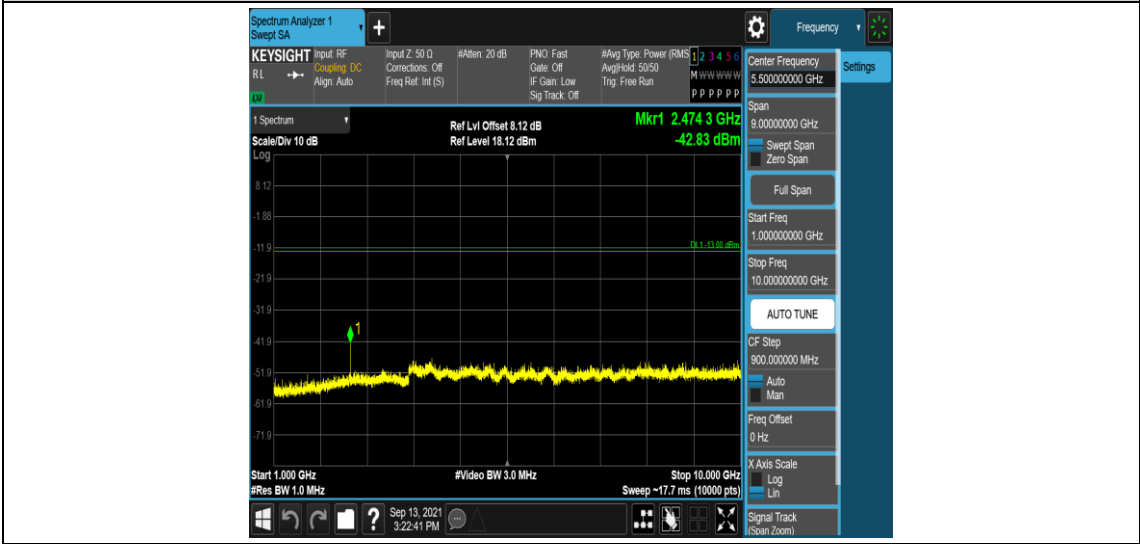 Spectrum Analyzer 1
Swept SA
+
Frequency
KEYSIGHT
RL
LM
Input: RF
Coupling: DC
Align: Auto
Input Z: 50 Ω
Corrections: Off
Freq Ref: Int (S)
#Atten: 20 dB
PNO: Fast
Gate: Off
IF Gain: Low
Sig Track: Off
#Avg Type: Power (RMS
Avg|Hold: 50/50
Trig: Free Run
1 2 3 4 5 6
M W W W W W
P P P P P P
1 Spectrum
Scale/Div 10 dB
Log
Ref Lvl Offset 8.12 dB
Ref Level 18.12 dBm
Mkr1 2.474 3 GHz
-42.83 dBm
8.12
-1.88
-11.9
DL1 -13.00 dBm
-21.9
-31.9
1
-41.9
-51.9
-61.9
-71.9
Start 1.000 GHz
#Res BW 1.0 MHz
#Video BW 3.0 MHz
Stop 10.000 GHz
Sweep ~17.7 ms (10000 pts)
?
Sep 13, 2021
3:22:41 PM
Center Frequency
5.500000000 GHz
Span
9.00000000 GHz
Swept Span
Zero Span
Full Span
Start Freq
1.000000000 GHz
Stop Freq
10.000000000 GHz
AUTO TUNE
CF Step
900.000000 MHz
Auto
Man
Freq Offset
0 Hz
X Axis Scale
Log
Lin
Signal Track
(Span Zoom)
Settings